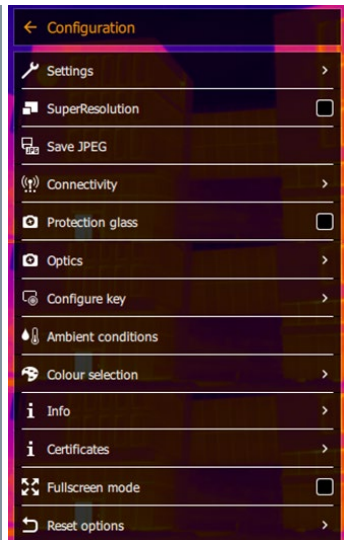 Configuration
Settings
SuperResolution
JPG
Save JPEG
Connectivity
Protection glass
Optics
Configure key
Ambient conditions
Colour selection
Info
Certificates
Fullscreen mode
Reset options